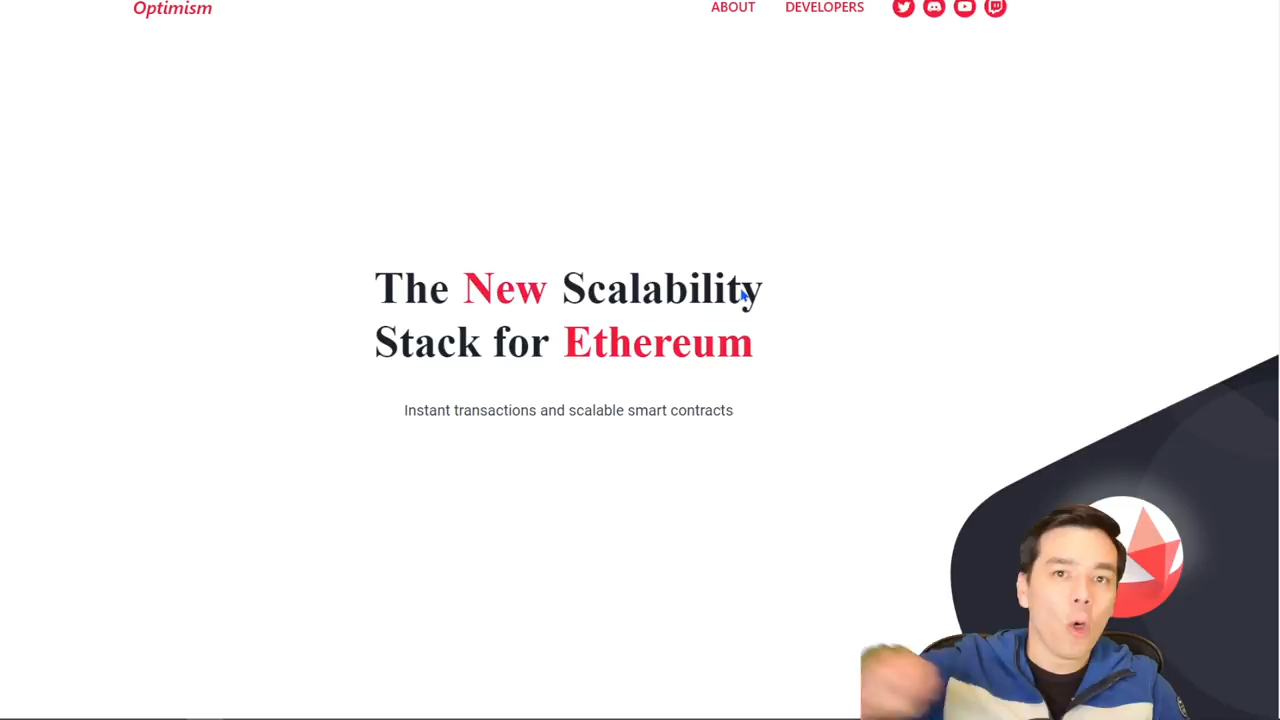 Optimism
ABOUT
DEVELOPERS
The New Scalability
Stack for Ethereum
Instant transactions and scalable smart contracts